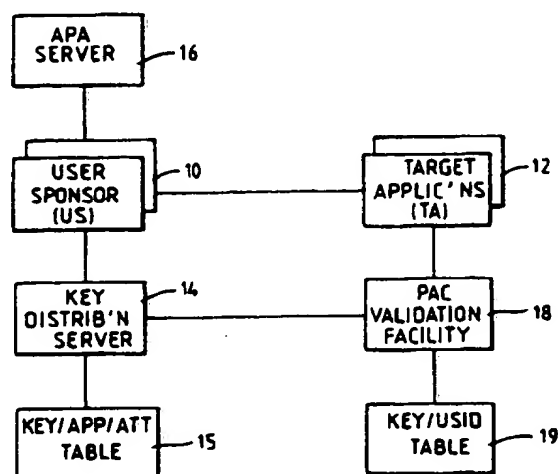 APA
SERVER
16
USER
SPONSOR
(US)
10
TARGET
APPLIC'NS
(TA)
12
KEY
DISTRIB'N
SERVER
14
PAC
VALIDATION
FACILITY
18
KEY/APP/ATT
TABLE
15
KEY/USID
TABLE
19